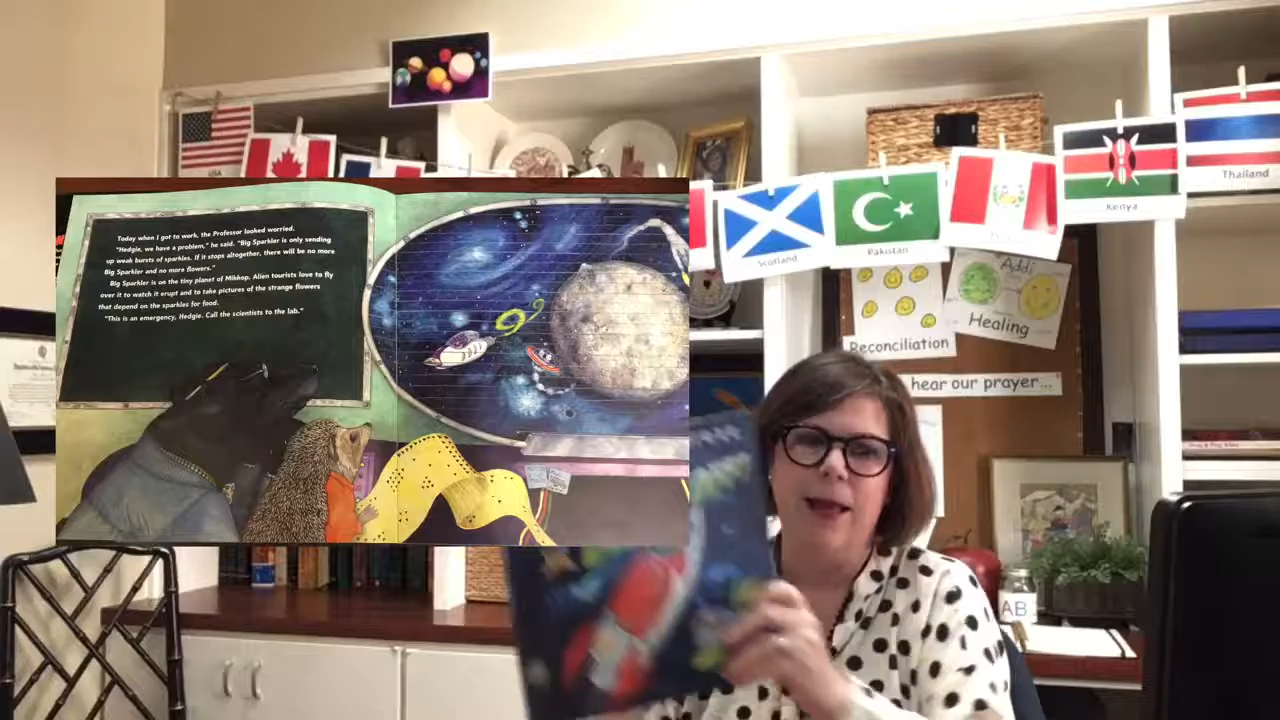 USA
Scotland
Pakistan
Kenya
Thailand
Today when I got to work, the Professor looked worried.
"Hedgie, we have a problem," he said. "Big Sparkler is only sending
up weak bursts of sparkles. If it stops altogether, there will be no more
Big Sparkler and no more flowers."
Big Sparkler is on the tiny planet of Mikkop. Alien tourists love to fly
over it to watch it erupt and to take pictures of the strange flowers
that depend on the sparkles for food.
"This is an emergency, Hedgie. Call the scientists to the lab."
Addi
Healing
Reconciliation
hear our prayer...
AB